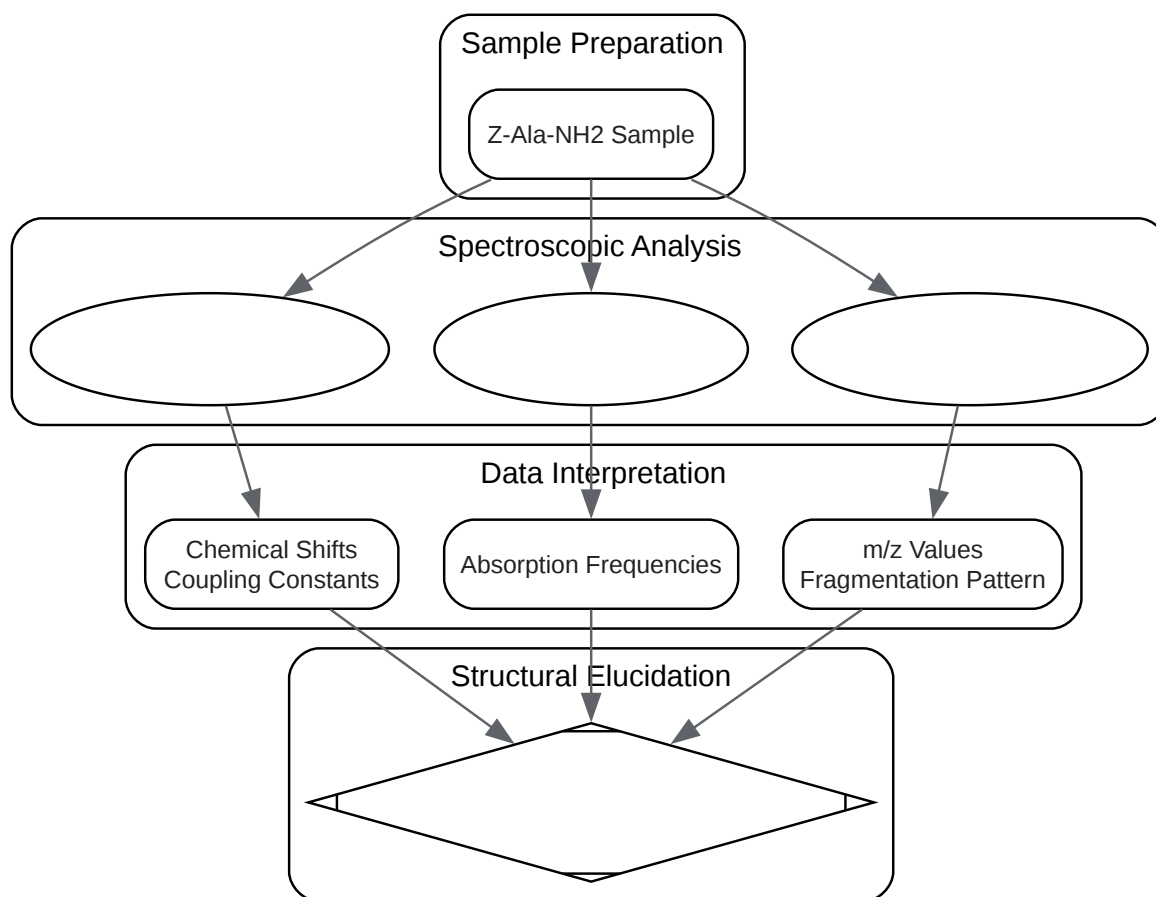 Sample Preparation
Z-Ala-NH2 Sample
Spectroscopic Analysis
Data Interpretation
Chemical Shifts
Coupling Constants
Absorption Frequencies
m/z Values
Fragmentation Pattern
Structural Elucidation